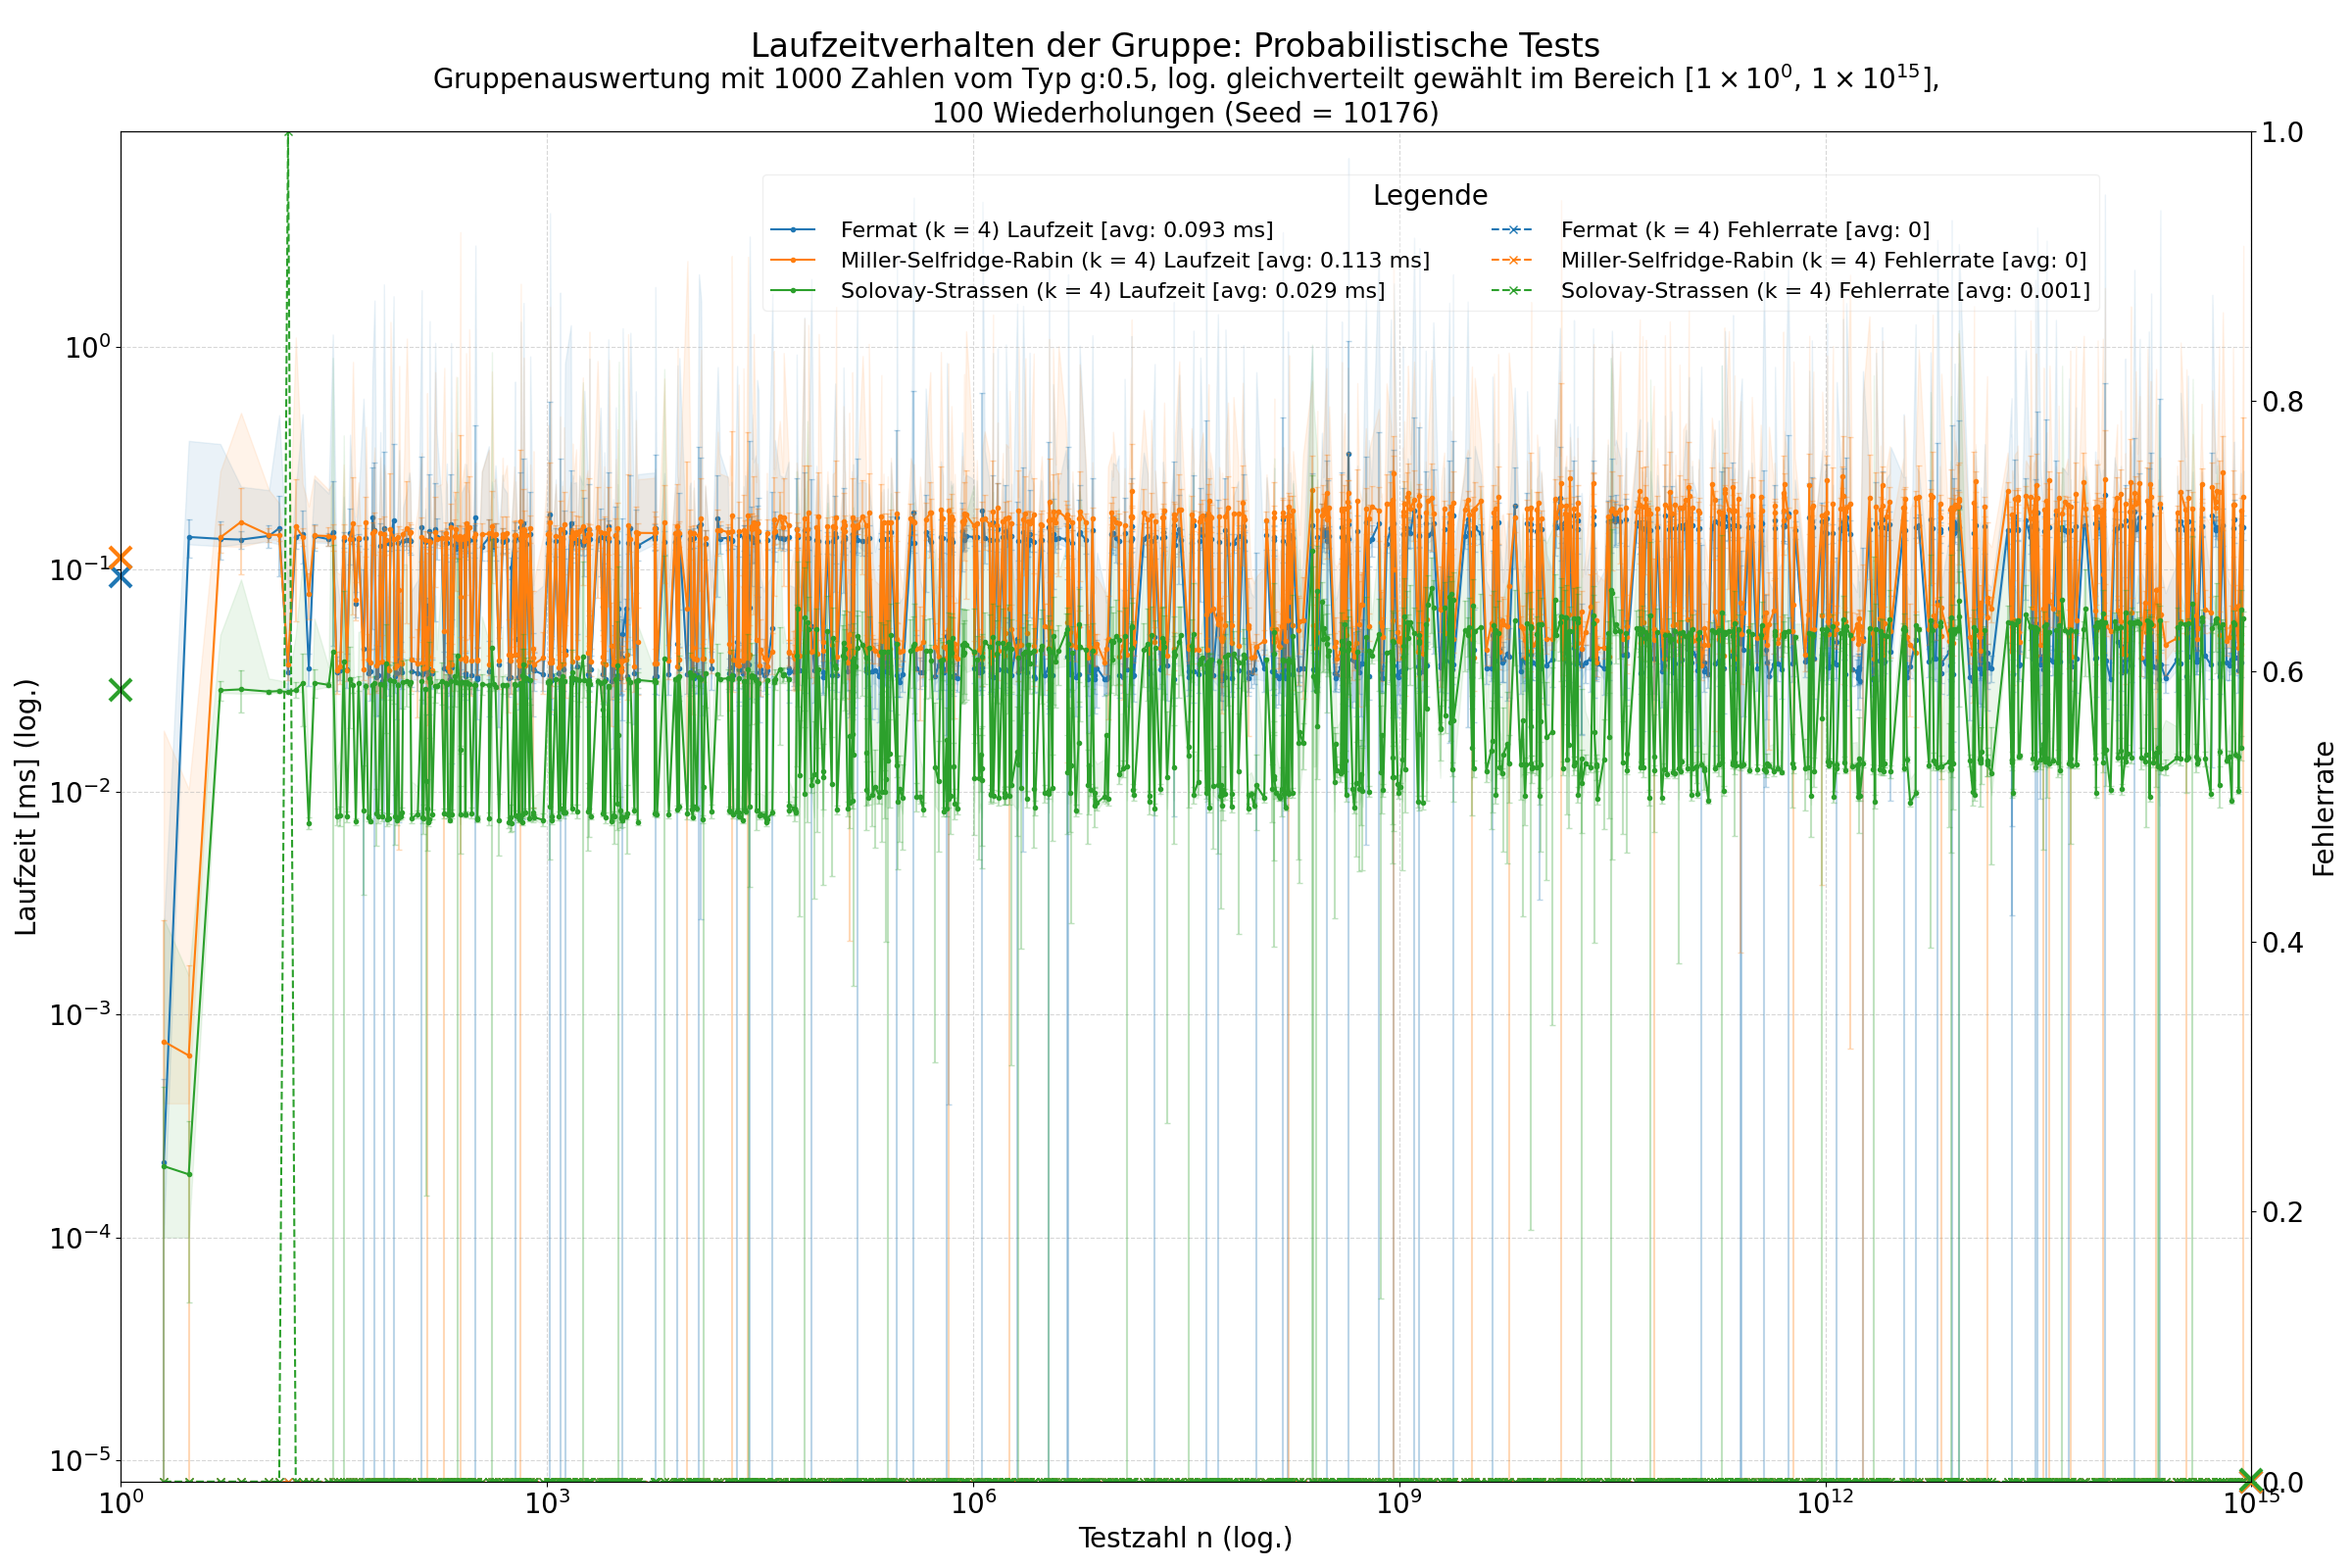 Laufzeitverhalten der Gruppe: Probabilistische Tests
Gruppenauswertung mit 1000 Zahlen vom Typ g:0.5, log. gleichverteilt gewählt im Bereich [1 × 10⁰, 1 × 10¹⁵],
100 Wiederholungen (Seed = 10176)
Legende
Fermat (k = 4) Laufzeit [avg: 0.093 ms]
Miller-Selfridge-Rabin (k = 4) Laufzeit [avg: 0.113 ms]
Solovay-Strassen (k = 4) Laufzeit [avg: 0.029 ms]
Fermat (k = 4) Fehlerrate [avg: 0]
Miller-Selfridge-Rabin (k = 4) Fehlerrate [avg: 0]
Solovay-Strassen (k = 4) Fehlerrate [avg: 0.001]
Laufzeit [ms] (log.)
10⁰
10⁻¹
10⁻²
10⁻³
10⁻⁴
10⁻⁵
1.0
0.8
0.6
0.4
0.2
0.0
Fehlerrate
10⁰
10³
10⁶
10⁹
10¹²
10¹⁵
Testzahl n (log.)